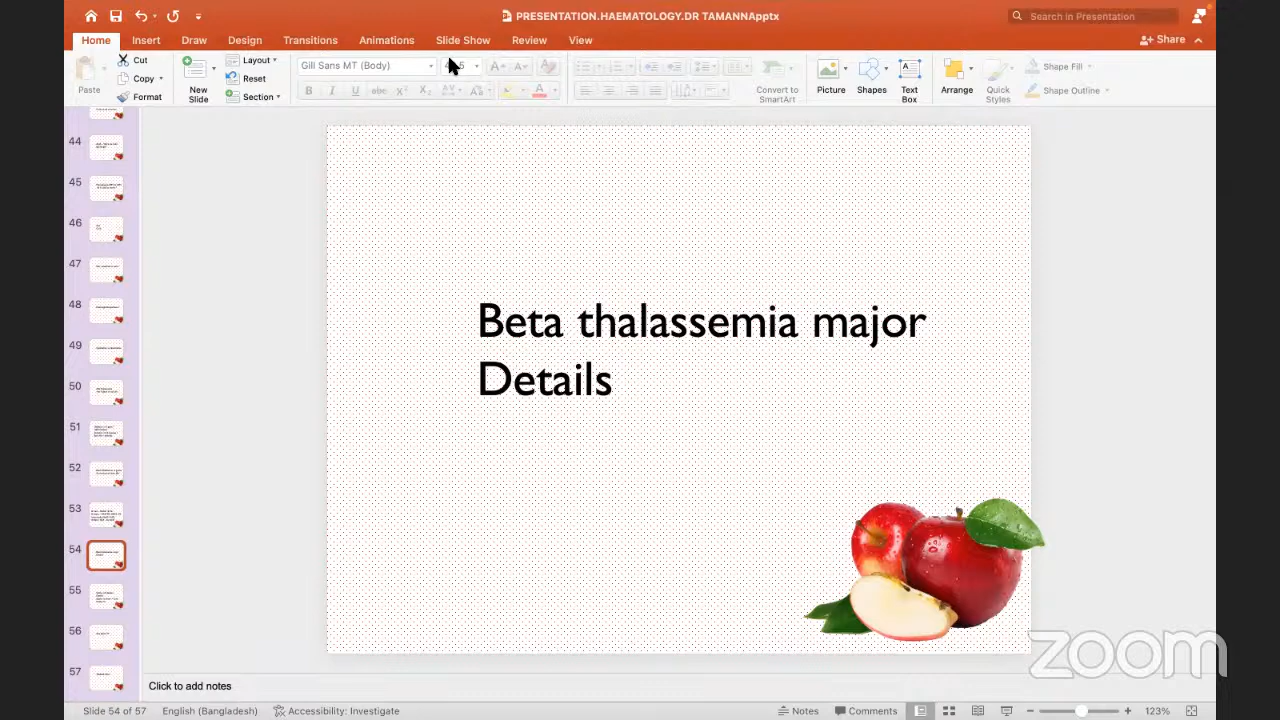 PRESENTATION.HAEMATOLOGY.DR TAMANNApptx
Search in Presentation
Home Insert Draw Design Transitions Animations Slide Show Review View
Share
Paste
Cut
Copy
Format
New Slide
Layout
Reset
Section
Gill Sans MT (Body)
Convert to SmartArt
Picture
Shapes
Text Box
Arrange
Quick Styles
Shape Fill
Shape Outline
44
45
46
47
48
49
50
51
52
53
54
55
56
57
Beta thalassemia major
Details
zoom
Click to add notes
Slide 54 of 57 English (Bangladesh) Accessibility: Investigate
Notes Comments 123%